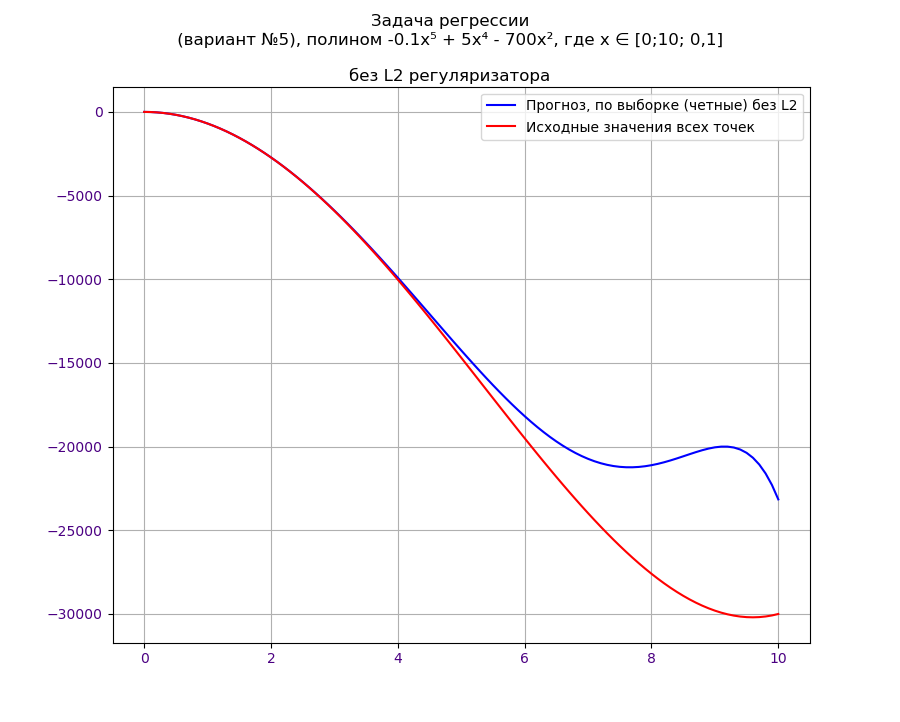 Задача регрессии
(вариант №5), полином -0.1x⁵ + 5x⁴ - 700x², где x ∈ [0;10; 0,1]
без L2 регуляризатора
Прогноз, по выборке (четные) без L2
Исходные значения всех точек
0
−5000
−10000
−15000
−20000
−25000
−30000
0 2 4 6 8 10